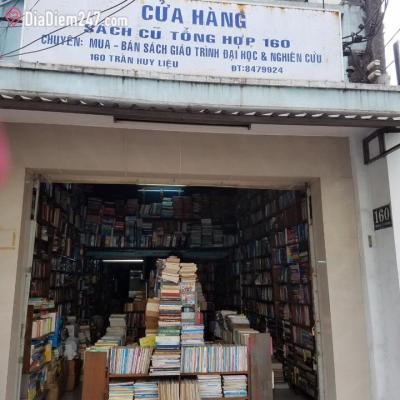 DiaDiem247.com
CỬA HÀNG
SÁCH CŨ TỔNG HỢP 160
CHUYÊN: MUA - BÁN SÁCH GIÁO TRÌNH ĐẠI HỌC & NGHIÊN CỨU
160 TRẦN HUY LIỆU ĐT:8479924
160